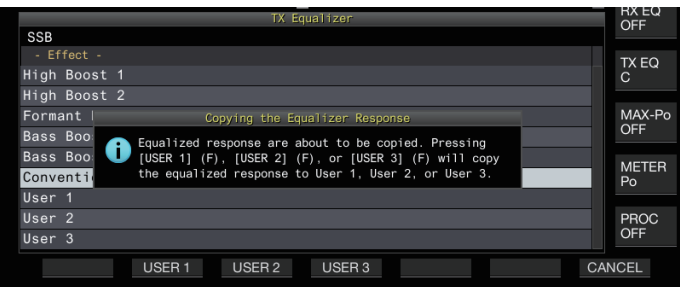 TX Equalizer
RX EQ
OFF
SSB
- Effect -
High Boost 1
High Boost 2
Formant
Bass Boo
Bass Boo
Conventi
User 1
User 2
User 3
Copying the Equalizer Response
Equalized response are about to be copied. Pressing
[USER 1] (F), [USER 2] (F), or [USER 3] (F) will copy
the equalized response to User 1, User 2, or User 3.
TX EQ
C
MAX-Po
OFF
METER
Po
PROC
OFF
USER 1 USER 2 USER 3 CANCEL